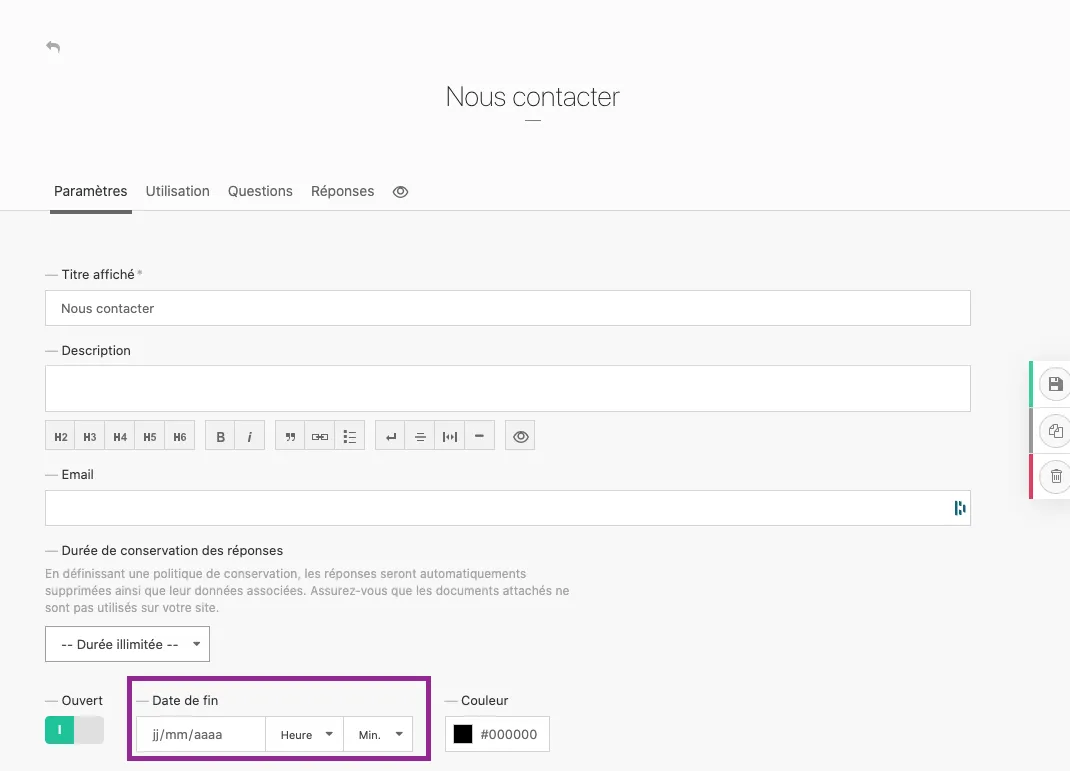 Nous contacter
Paramètres Utilisation Questions Réponses
— Titre affiché *
Nous contacter
— Description
H2 H3 H4 H5 H6 B i
— Email
— Durée de conservation des réponses
En définissant une politique de conservation, les réponses seront automatiquements
supprimées ainsi que leur données associées. Assurez-vous que les documents attachés ne
sont pas utilisés sur votre site.
-- Durée illimitée --
— Ouvert — Date de fin — Couleur
I jj/mm/aaaa Heure Min. #000000